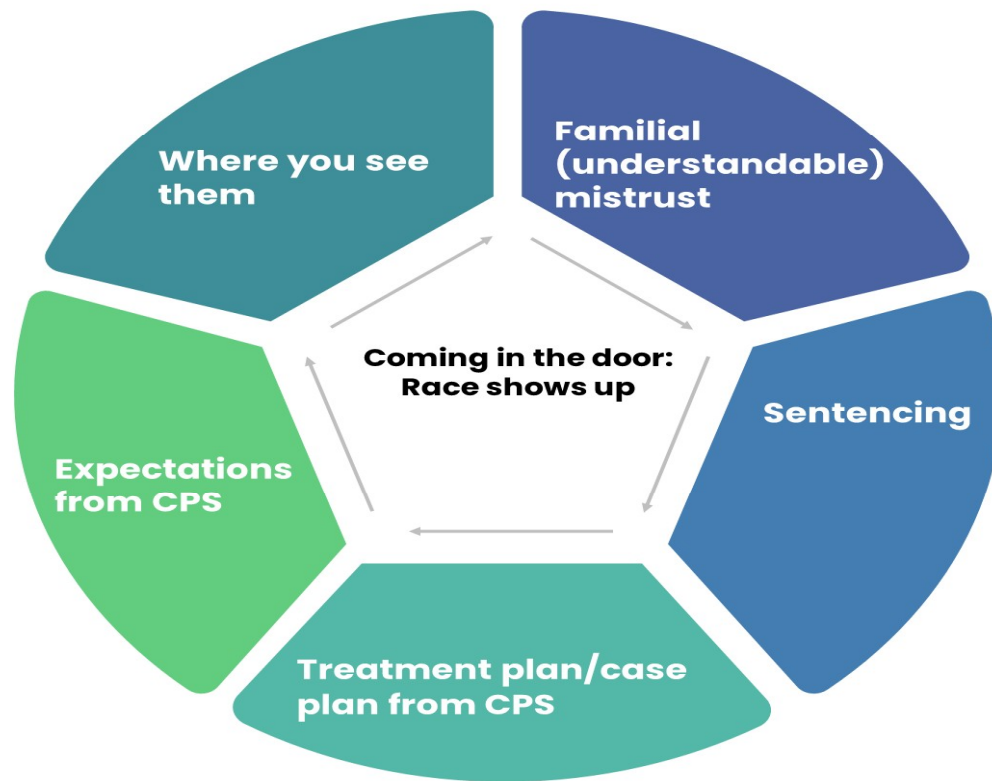 Where you see
them
Familial
(understandable)
mistrust
Coming in the door:
Race shows up
Sentencing
Expectations
from CPS
Treatment plan/case
plan from CPS